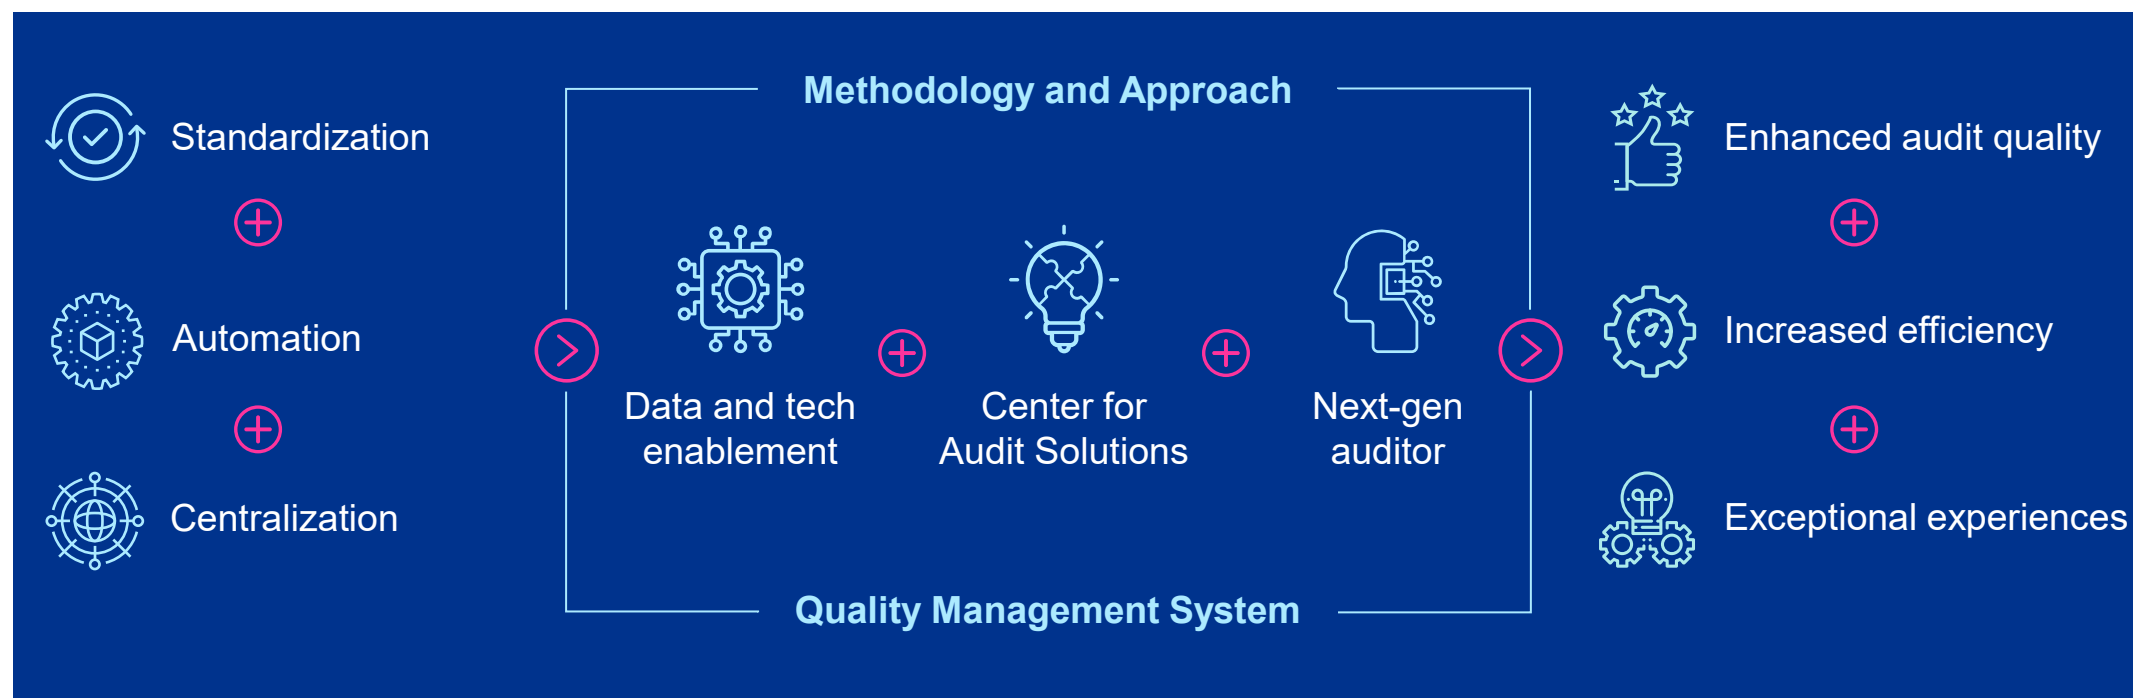 Standardization
Automation
Centralization
Methodology and Approach
Data and tech
enablement
Center for
Audit Solutions
Next-gen
auditor
Quality Management System
Enhanced audit quality
Increased efficiency
Exceptional experiences